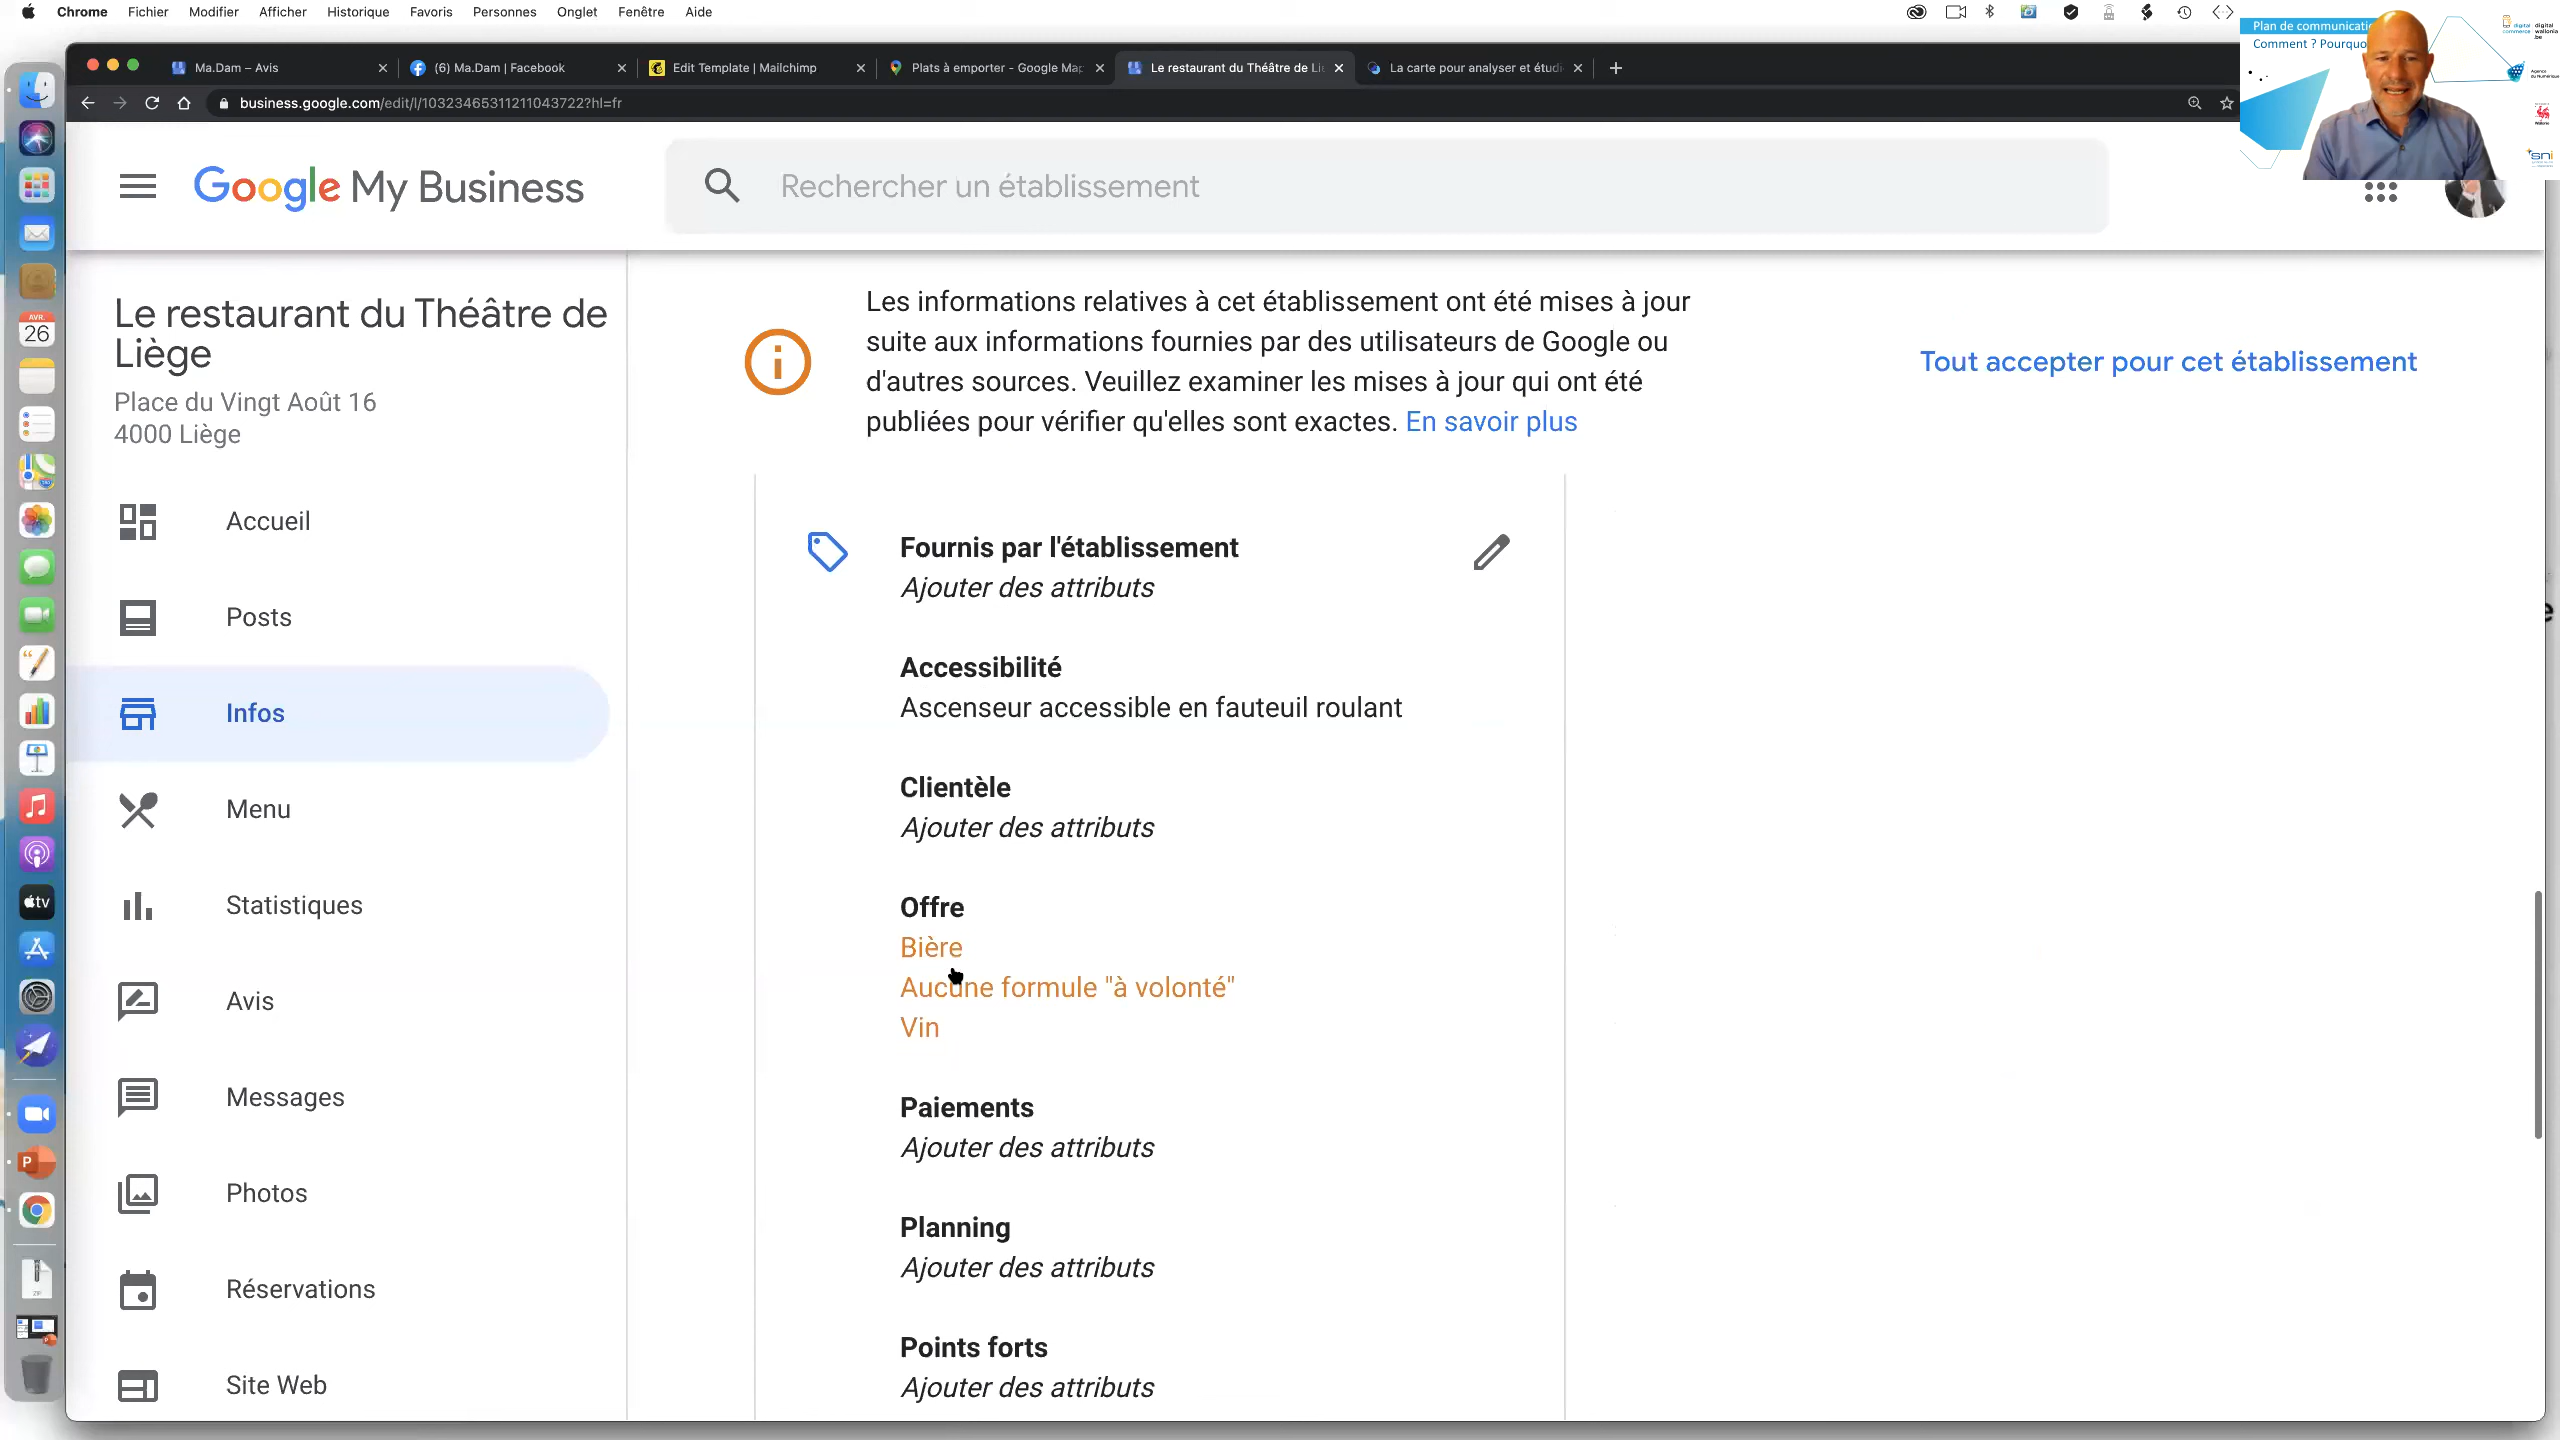 Chrome Fichier Modifier Afficher Historique Favoris Personnes Onglet Fenêtre Aide
Plan de communicatio
Comment ? Pourquo
Ma.Dam – Avis
(6) Ma.Dam | Facebook
Edit Template | Mailchimp
Plats à emporter - Google Map
Le restaurant du Théâtre de Li
La carte pour analyser et étudi
business.google.com/edit/l/10323465311211043722?hl=fr
Google My Business
Rechercher un établissement
Le restaurant du Théâtre de
Liège
Place du Vingt Août 16
4000 Liège
Accueil
Posts
Infos
Menu
Statistiques
Avis
Messages
Photos
Réservations
Site Web
Les informations relatives à cet établissement ont été mises à jour
suite aux informations fournies par des utilisateurs de Google ou
d'autres sources. Veuillez examiner les mises à jour qui ont été
publiées pour vérifier qu'elles sont exactes. En savoir plus
Tout accepter pour cet établissement
Fournis par l'établissement
Ajouter des attributs
Accessibilité
Ascenseur accessible en fauteuil roulant
Clientèle
Ajouter des attributs
Offre
Bière
Aucune formule "à volonté"
Vin
Paiements
Ajouter des attributs
Planning
Ajouter des attributs
Points forts
Ajouter des attributs
AVR.
26
tv
ZIP
sni